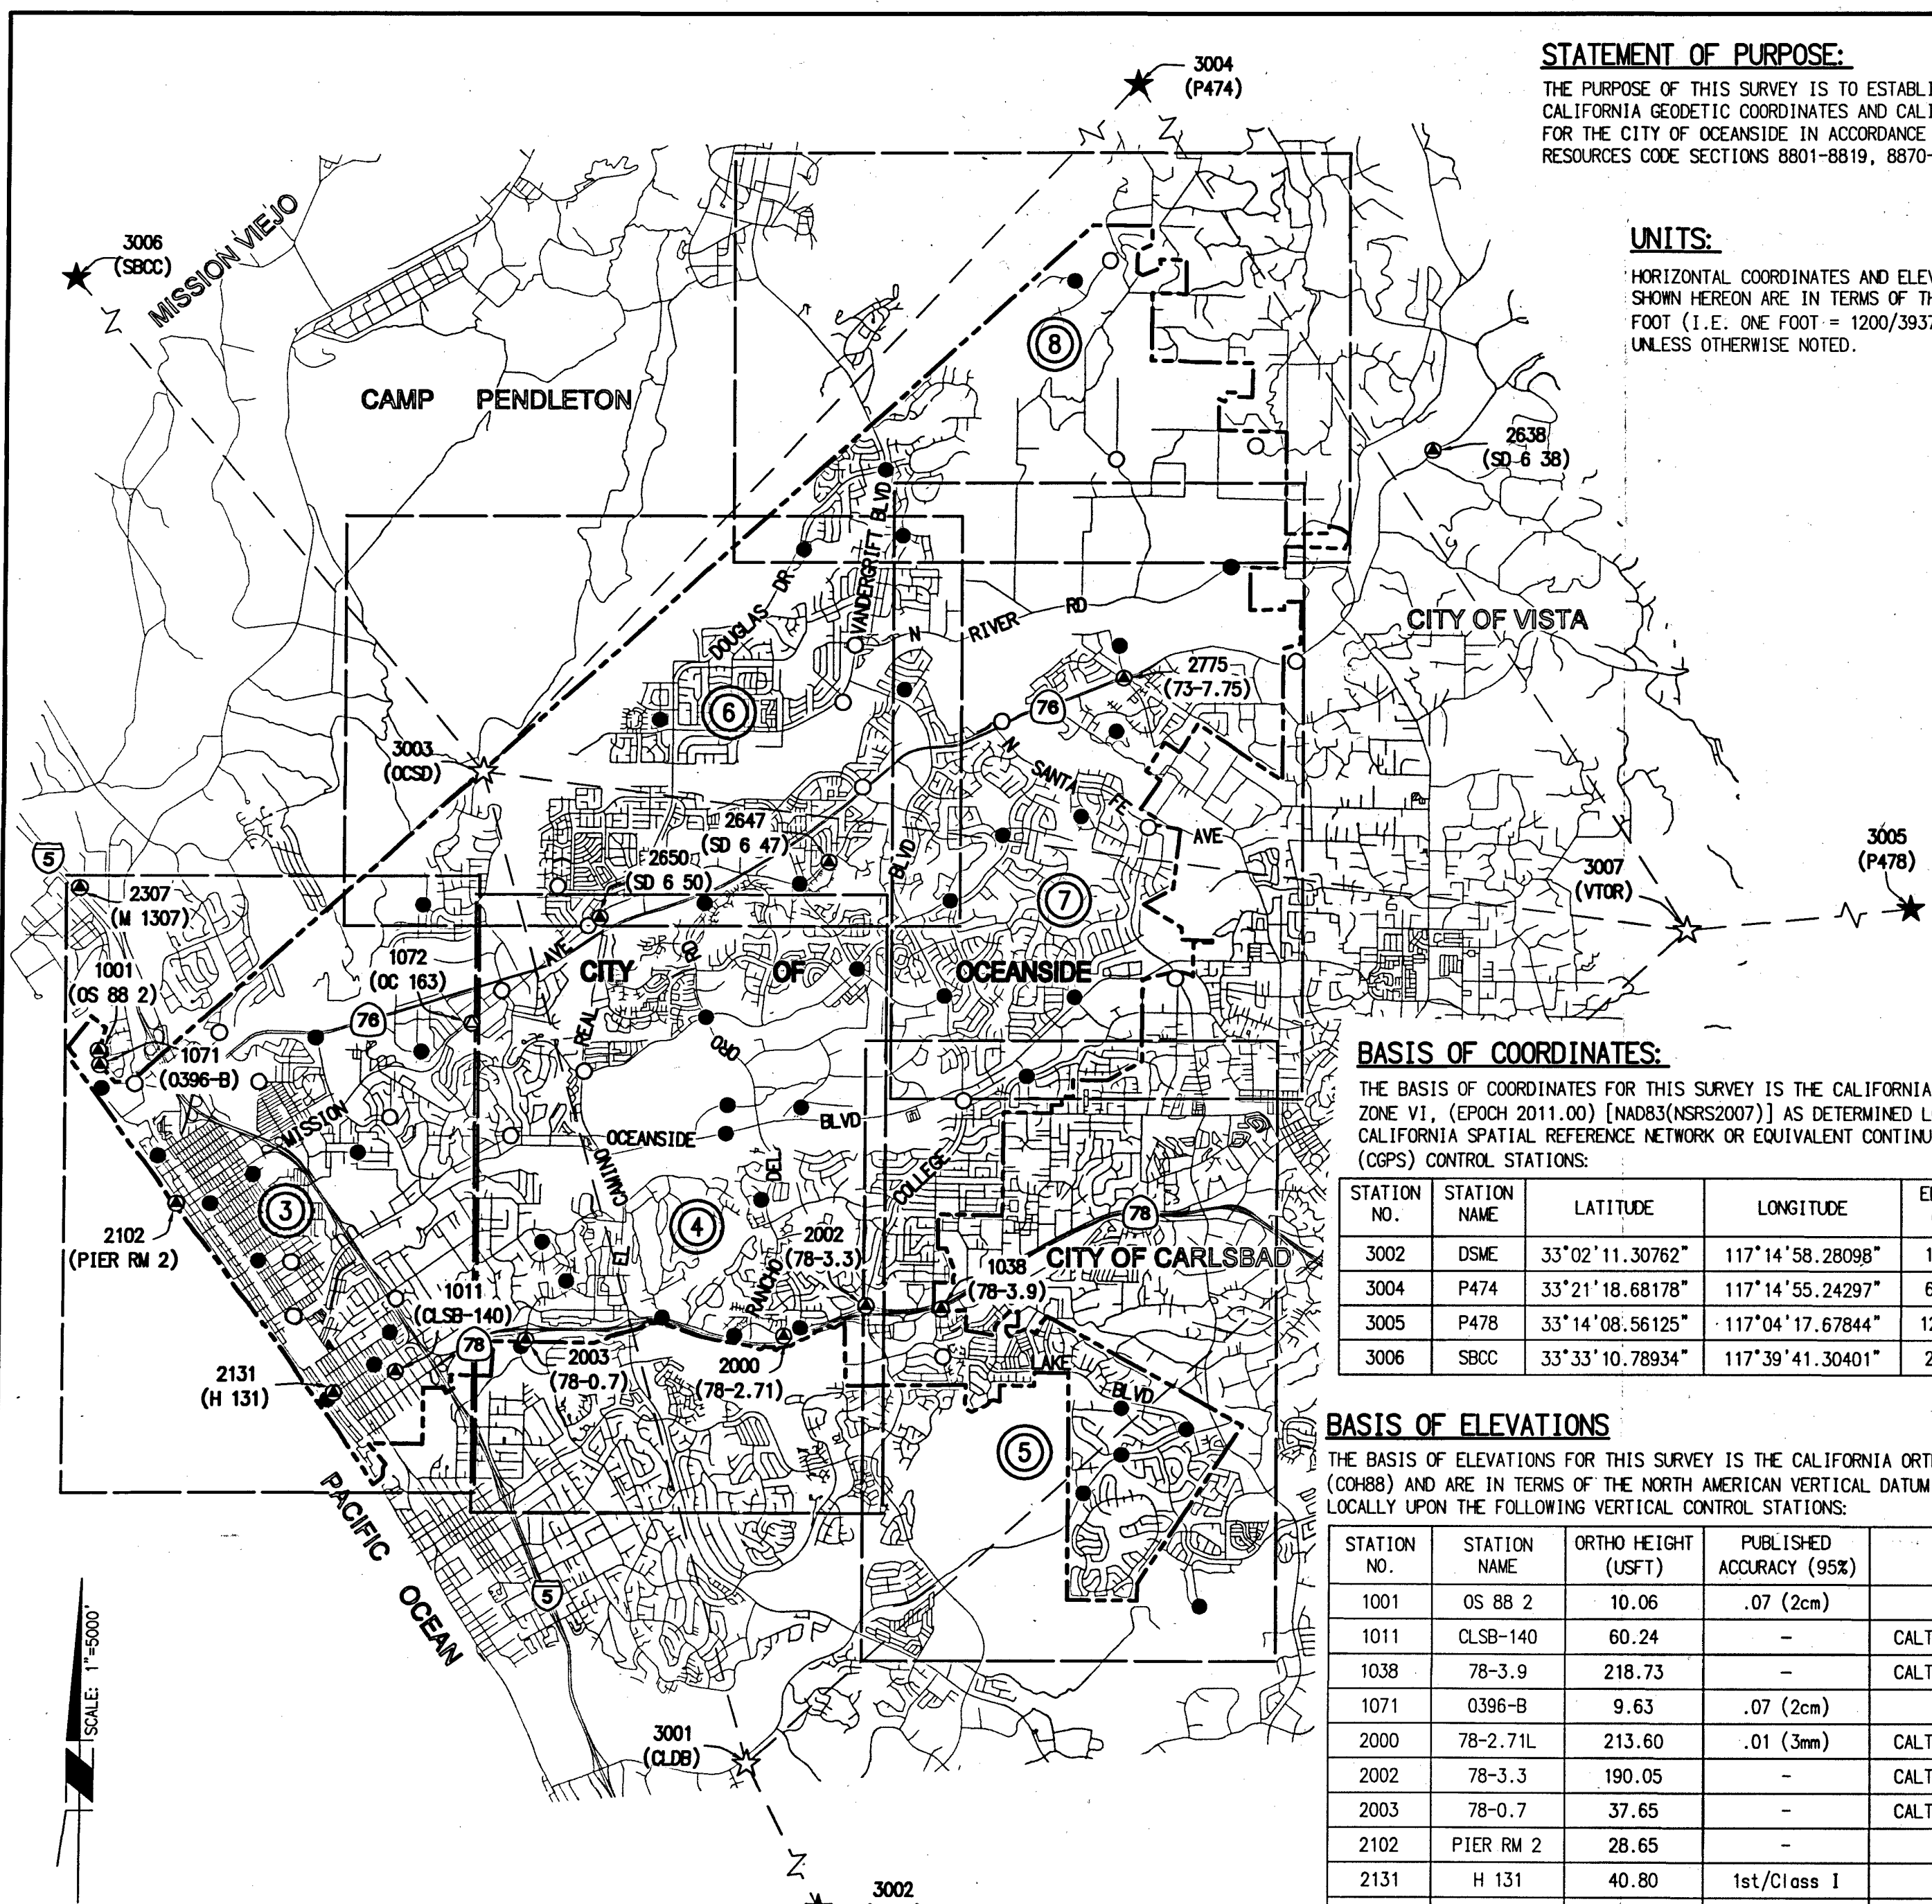 STATEMENT OF PURPOSE:
THE PURPOSE OF THIS SURVEY IS TO ESTABLI
CALIFORNIA GEODETIC COORDINATES AND CALI
FOR THE CITY OF OCEANSIDE IN ACCORDANCE
RESOURCES CODE SECTIONS 8801-8819, 8870-
UNITS:
HORIZONTAL COORDINATES AND ELEV
SHOWN HEREON ARE IN TERMS OF TH
FOOT (I.E. ONE FOOT = 1200/3937
UNLESS OTHERWISE NOTED.
3004
(P474)
3006
(SBCC)
MISSION VIEJO
CAMP PENDLETON
8
2638
(SD 6 38)
VANDERGRIFT BLVD
DOUGLAS DR
N RIVER RD
CITY OF VISTA
2775
(73-7.75)
76
6
3003
(OCSD)
N SANTA FE AVE
2647
(SD 6 47)
2650
(SD 6 50)
BLVD
7
3005
(P478)
3007
(VTOR)
5
2307
(M 1307)
1001
(OS 88 2)
1072
(OC 163)
AVE
RD
CITY OF OCEANSIDE
76
1071
(0396-B)
REAL
ORO
MISSION
OCEANSIDE BLVD
CAMINO
DEL
COLLEGE
3
4
2102
(PIER RM 2)
2002
(78-3.3)
78
CITY OF CARLSBAD
EL
RANCHO
1038
(78-3.9)
1011
(CLSB-140)
78
2003
(78-0.7)
2000
(78-2.71)
LAKE BLVD
2131
(H 131)
5
PACIFIC OCEAN
5
SCALE: 1"=5000'
3001
(CLDB)
3002
BASIS OF COORDINATES:
THE BASIS OF COORDINATES FOR THIS SURVEY IS THE CALIFORNIA
ZONE VI, (EPOCH 2011.00) [NAD83(NSRS2007)] AS DETERMINED L
CALIFORNIA SPATIAL REFERENCE NETWORK OR EQUIVALENT CONTINU
(CGPS) CONTROL STATIONS:
STATION NO. STATION NAME LATITUDE LONGITUDE E
3002 DSME 33°02'11.30762" 117°14'58.28098" 1
3004 P474 33°21'18.68178" 117°14'55.24297" 6
3005 P478 33°14'08.56125" 117°04'17.67844" 12
3006 SBCC 33°33'10.78934" 117°39'41.30401" 2
BASIS OF ELEVATIONS
THE BASIS OF ELEVATIONS FOR THIS SURVEY IS THE CALIFORNIA ORT
(COH88) AND ARE IN TERMS OF THE NORTH AMERICAN VERTICAL DATUM
LOCALLY UPON THE FOLLOWING VERTICAL CONTROL STATIONS:
STATION NO. STATION NAME ORTHO HEIGHT (USFT) PUBLISHED ACCURACY (95%)
1001 OS 88 2 10.06 .07 (2cm)
1011 CLSB-140 60.24 - CALT
1038 78-3.9 218.73 - CALT
1071 0396-B 9.63 .07 (2cm)
2000 78-2.71L 213.60 .01 (3mm) CALT
2002 78-3.3 190.05 - CALT
2003 78-0.7 37.65 - CALT
2102 PIER RM 2 28.65 -
2131 H 131 40.80 1st/Class I